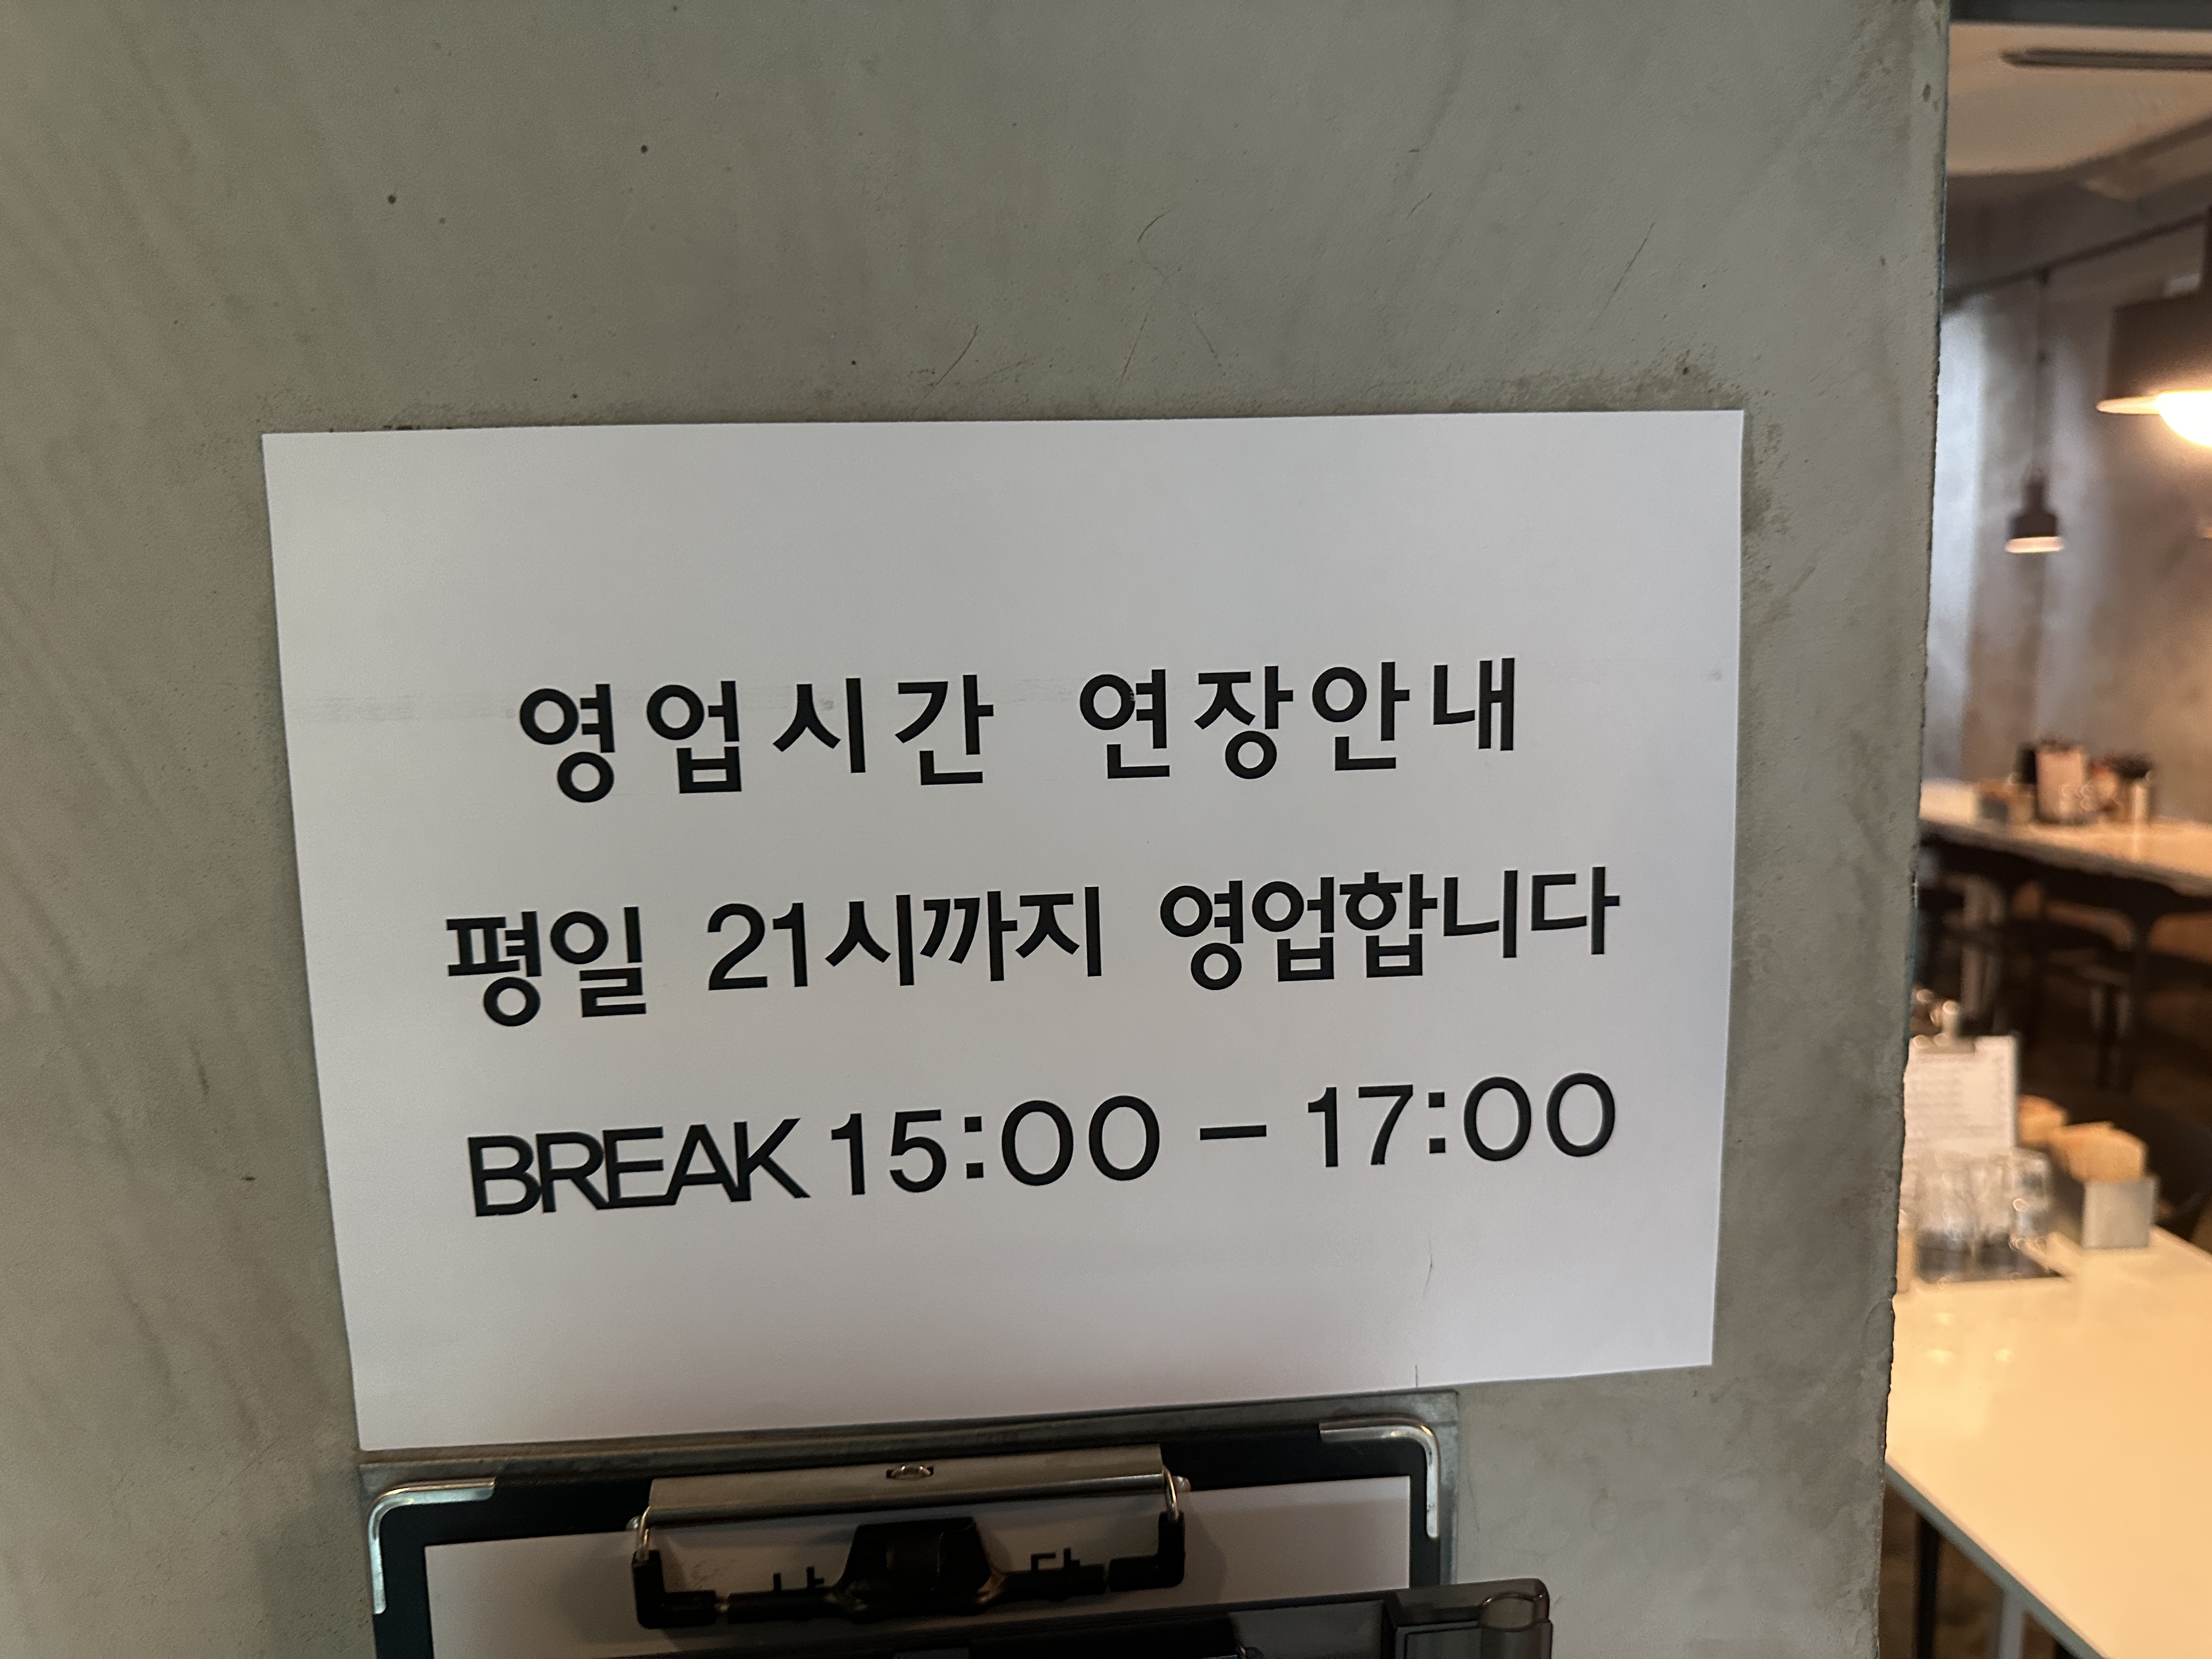 영업시간 연장안내
평일 21시까지 영업합니다
BREAK 15:00 - 17:00